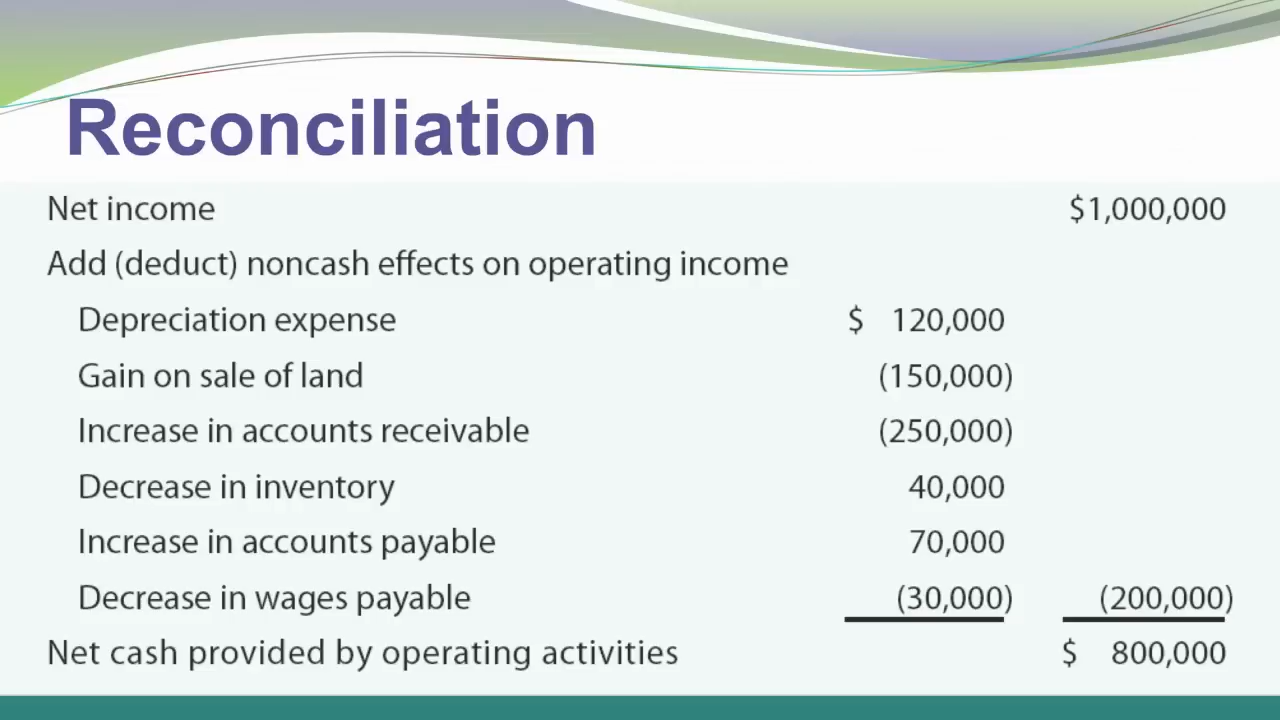 Reconciliation
Net income $1,000,000
Add (deduct) noncash effects on operating income
Depreciation expense $ 120,000
Gain on sale of land (150,000)
Increase in accounts receivable (250,000)
Decrease in inventory 40,000
Increase in accounts payable 70,000
Decrease in wages payable (30,000) (200,000)
Net cash provided by operating activities $ 800,000